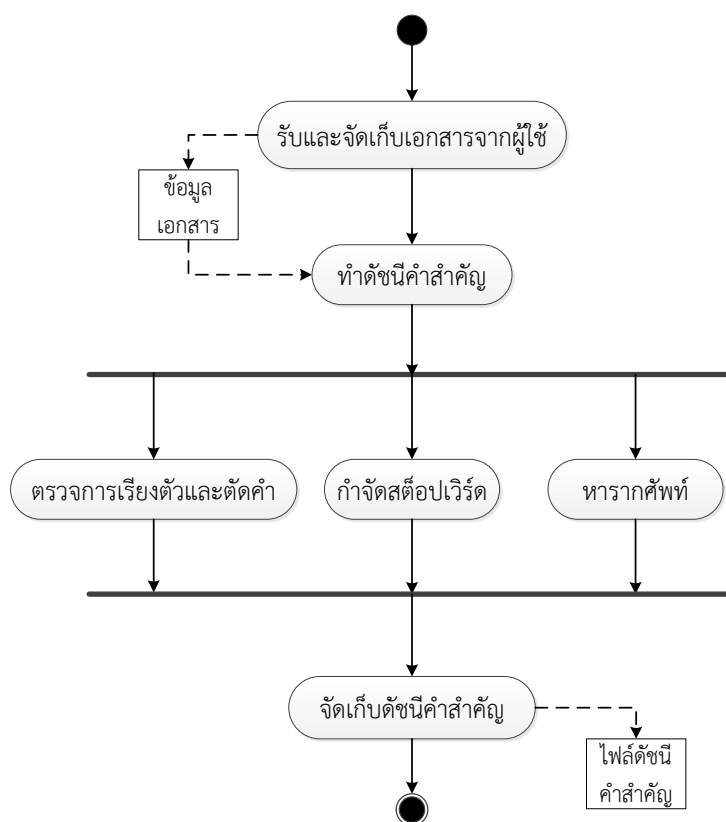 รับและจัดเก็บเอกสารจากผู้ใช้
ข้อมูล
เอกสาร
ทำดัชนีคำสำคัญ
ตรวจการเรียงตัวและตัดคำ
กำจัดสต็อปเวิร์ด
หารากศัพท์
จัดเก็บดัชนีคำสำคัญ
ไฟล์ดัชนี
คำสำคัญ